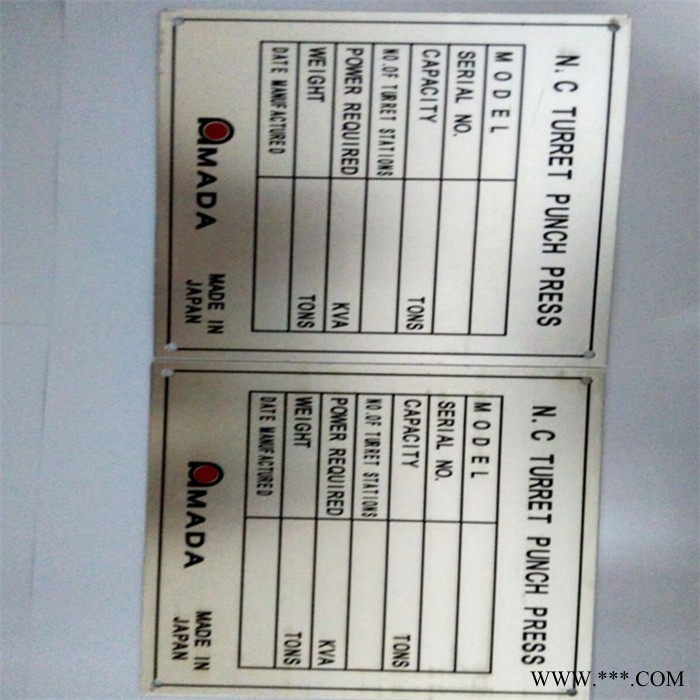 N.C TURRET PUNCH PRESS
MODEL
SERIAL NO.
CAPACITY TONS
NO.OF TURRET STATIONS
POWER REQUIRED KVA
WEIGHT TONS
DATE MANUFACTURED
AMADA
MADE IN
JAPAN
N.C TURRET PUNCH PRESS
MODEL
SERIAL NO.
CAPACITY TONS
NO.OF TURRET STATIONS
POWER REQUIRED KVA
WEIGHT TONS
DATE MANUFACTURED
AMADA
MADE IN
JAPAN
WWW.***.COM